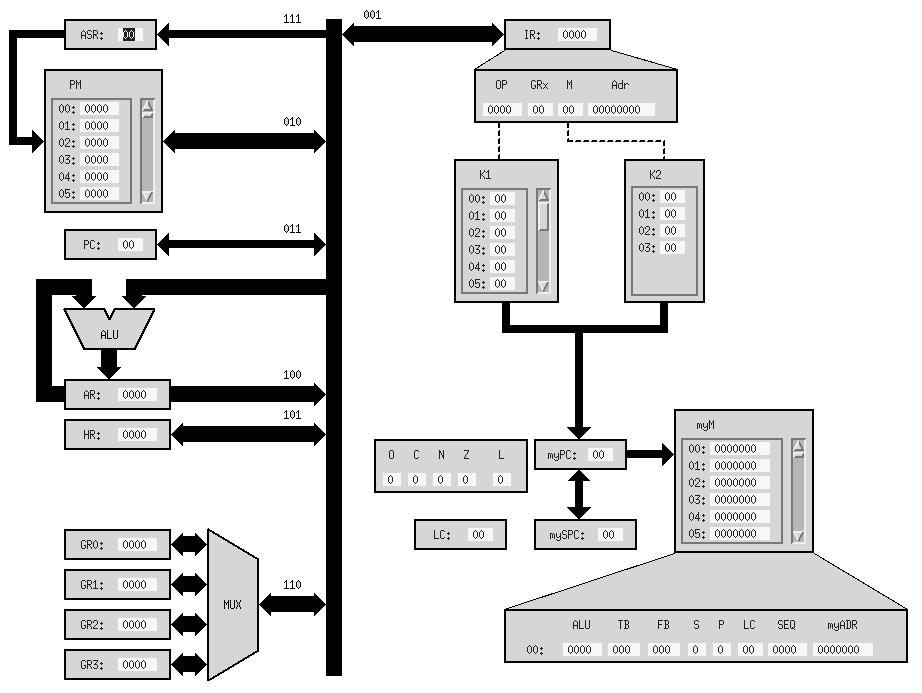 111
001
ASR: 00
IR: 0000
PM
00: 0000
01: 0000
02: 0000
03: 0000
04: 0000
05: 0000
010
OP GRx M Adr
0000 00 00 00000000
K1
00: 00
01: 00
02: 00
03: 00
04: 00
05: 00
K2
00: 00
01: 00
02: 00
03: 00
PC: 00
011
ALU
AR: 0000
100
HR: 0000
101
O C N Z L
0 0 0 0 0
myPC: 00
LC: 00
mySPC: 00
myM
00: 0000000
01: 0000000
02: 0000000
03: 0000000
04: 0000000
05: 0000000
GR0: 0000
GR1: 0000
GR2: 0000
GR3: 0000
MUX
110
ALU TB FB S P LC SEQ myADR
00: 0000 000 000 0 0 00 0000 0000000